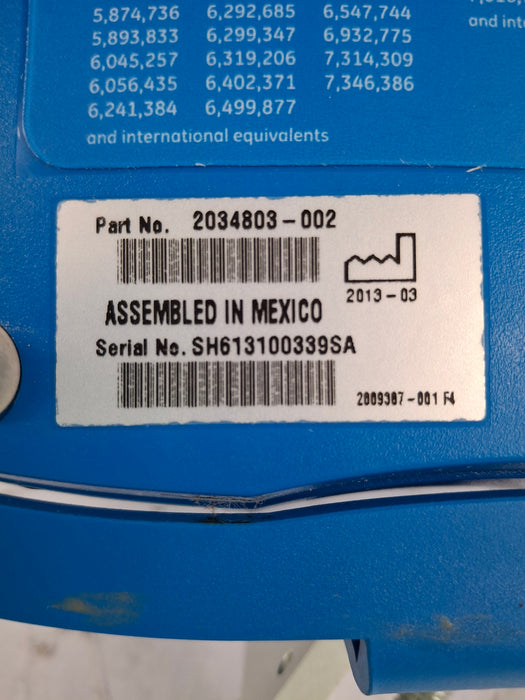 5,874,736 6,292,685 6,547,744
5,893,833 6,299,347 6,932,775
6,045,257 6,319,206 7,314,309
6,056,435 6,402,371 7,346,386
6,241,384 6,499,877
and international equivalents
and inte
Part No. 2034803-002
2013-03
ASSEMBLED IN MEXICO
Serial No. SH613100339SA
2009387-001 F4